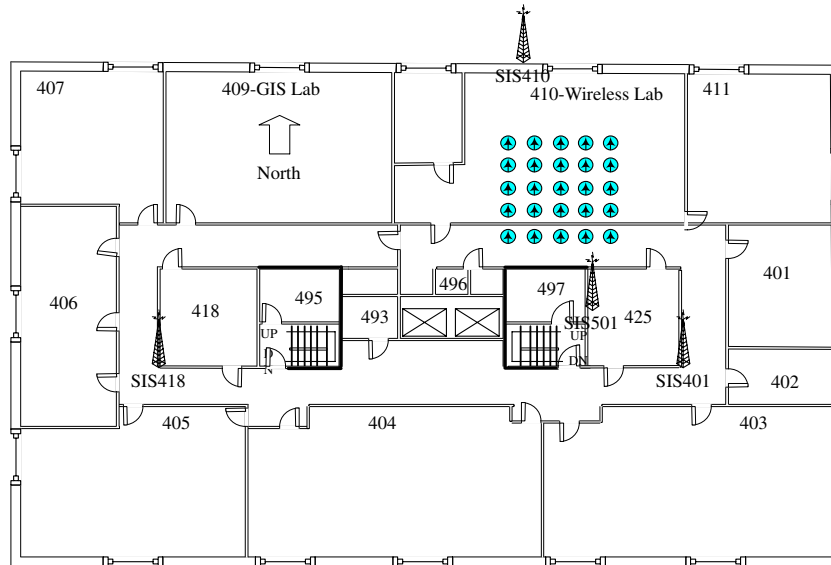 SIS410
407
409-GIS Lab
410-Wireless Lab
411
North
401
496
495
497
406
418
493
SIS501
425
UP
UP
D
N
DN
SIS418
SIS401
402
405
404
403